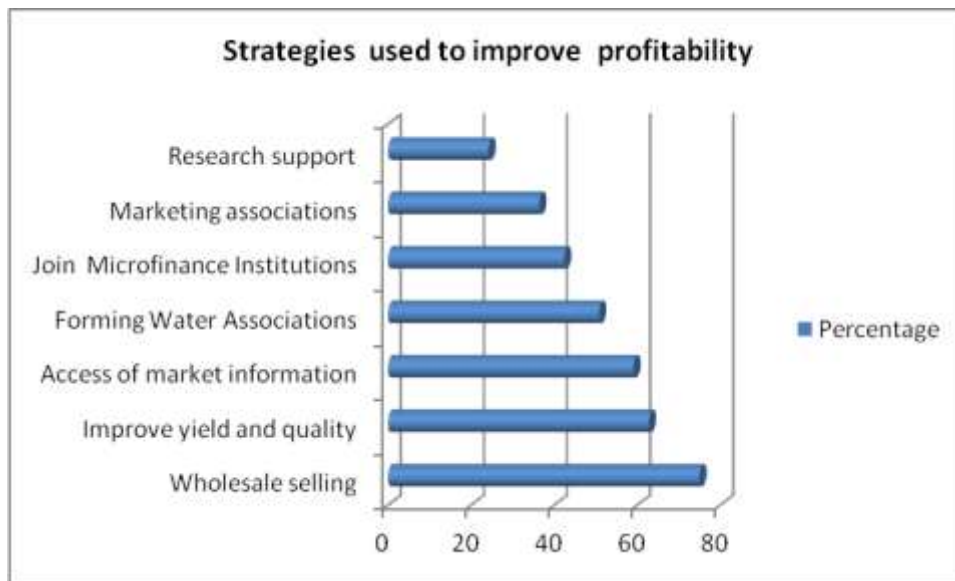 Strategies used to improve profitability
Research support
Marketing associations
Join Microfinance Institutions
Forming Water Associations
Access of market information
Improve yield and quality
Wholesale selling
Percentage
0 20 40 60 80